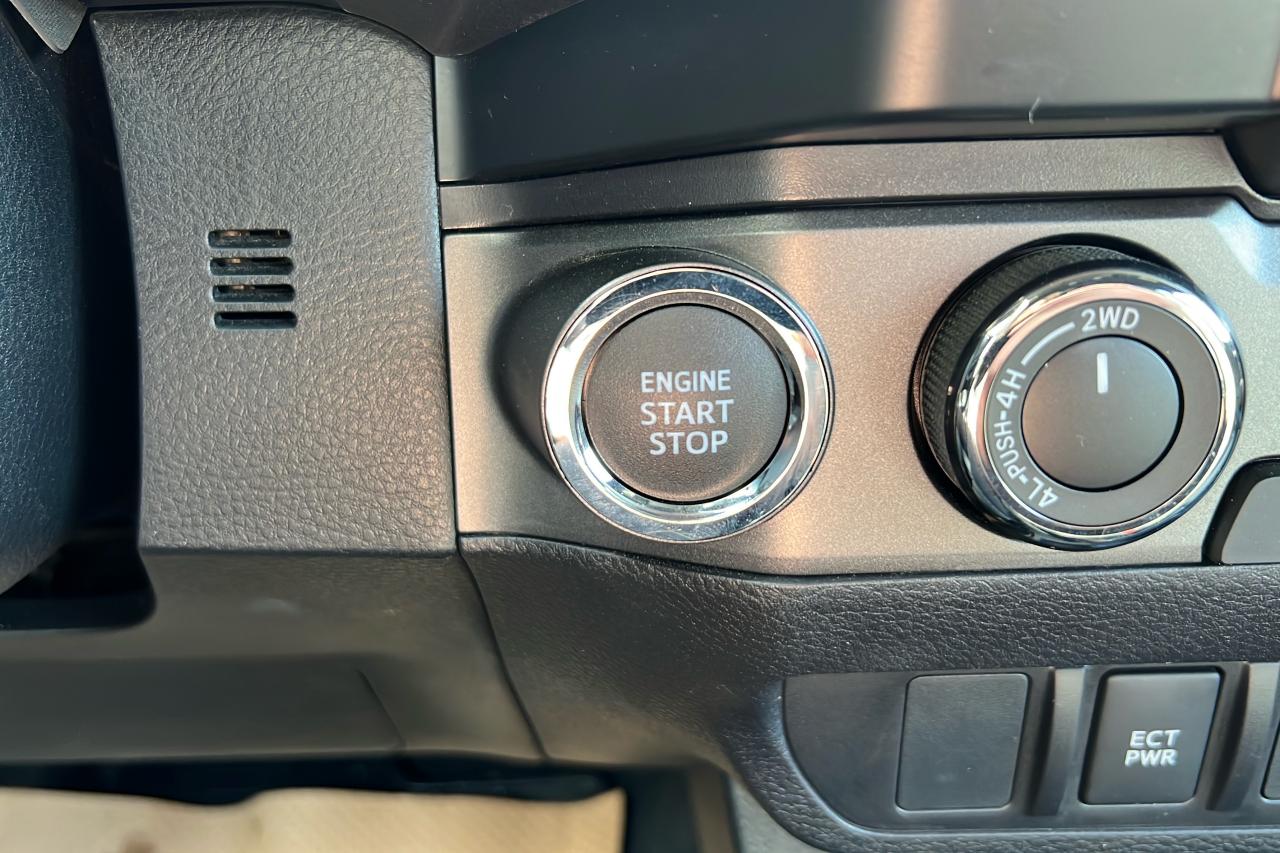 ENGINE
START
STOP
2WD
4L-PUSH-4H
ECT
PWR